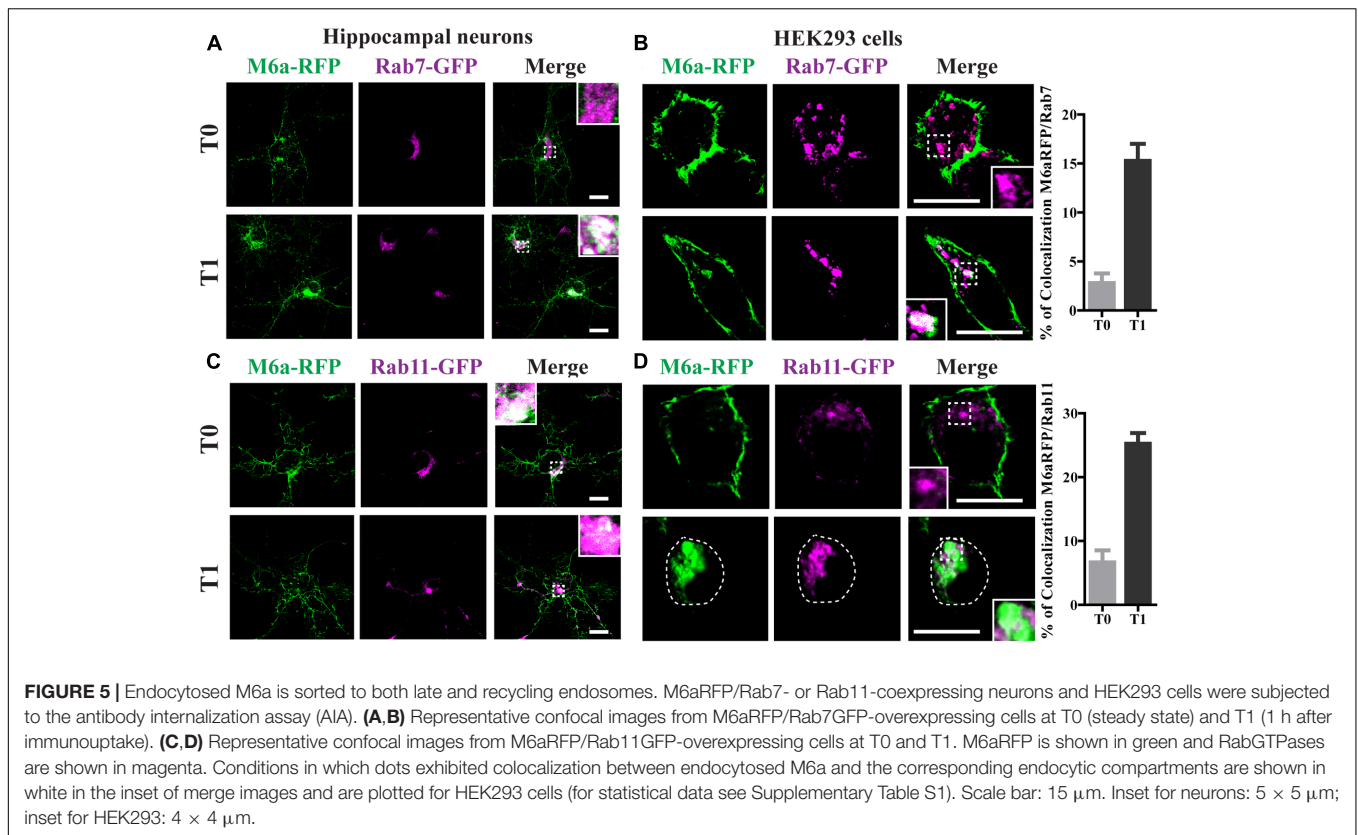 A
Hippocampal neurons
M6a-RFP Rab7-GFP Merge
T0
T1
B
HEK293 cells
M6a-RFP Rab7-GFP Merge
% of Colocalization M6aRFP/Rab7
20
15
10
5
0
T0 T1
C
M6a-RFP Rab11-GFP Merge
T0
T1
D
M6a-RFP Rab11-GFP Merge
% of Colocalization M6aRFP/Rab11
30
20
10
0
T0 T1
FIGURE 5 | Endocytosed M6a is sorted to both late and recycling endosomes. M6aRFP/Rab7- or Rab11-coexpressing neurons and HEK293 cells were subjected
to the antibody internalization assay (AIA). (A,B) Representative confocal images from M6aRFP/Rab7GFP-overexpressing cells at T0 (steady state) and T1 (1 h after
immunouptake). (C,D) Representative confocal images from M6aRFP/Rab11GFP-overexpressing cells at T0 and T1. M6aRFP is shown in green and RabGTPases
are shown in magenta. Conditions in which dots exhibited colocalization between endocytosed M6a and the corresponding endocytic compartments are shown in
white in the inset of merge images and are plotted for HEK293 cells (for statistical data see Supplementary Table S1). Scale bar: 15 μm. Inset for neurons: 5 × 5 μm;
inset for HEK293: 4 × 4 μm.